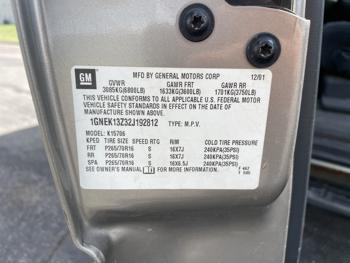 GM
MFD BY GENERAL MOTORS CORP 12/01
GVWR GAWR FR GAWR RR
3085KG(6800LB) 1633KG(3600LB) 1701KG(3750LB)
THIS VEHICLE CONFORMS TO ALL APPLICABLE U.S.
FEDERAL MOTOR VEHICLE SAFETY STANDARDS IN
EFFECT ON THE DATE OF MANUFACTURE
SHOWN ABOVE.
1GNEK13Z32J192812 TYPE: M.P.V.
MODEL: K15706
TIRE SIZE SPEED RTG RIM COLD TIRE PRESSURE
FRT P265/70R16 S 16X7J 240KPA(35PSI)
RR P265/70R16 S 16X7J 240KPA(35PSI)
SPA P265/70R16 S 16X6.5J 240KPA(35PSI)
SEE OWNER'S MANUAL FOR MORE INFORMATION.